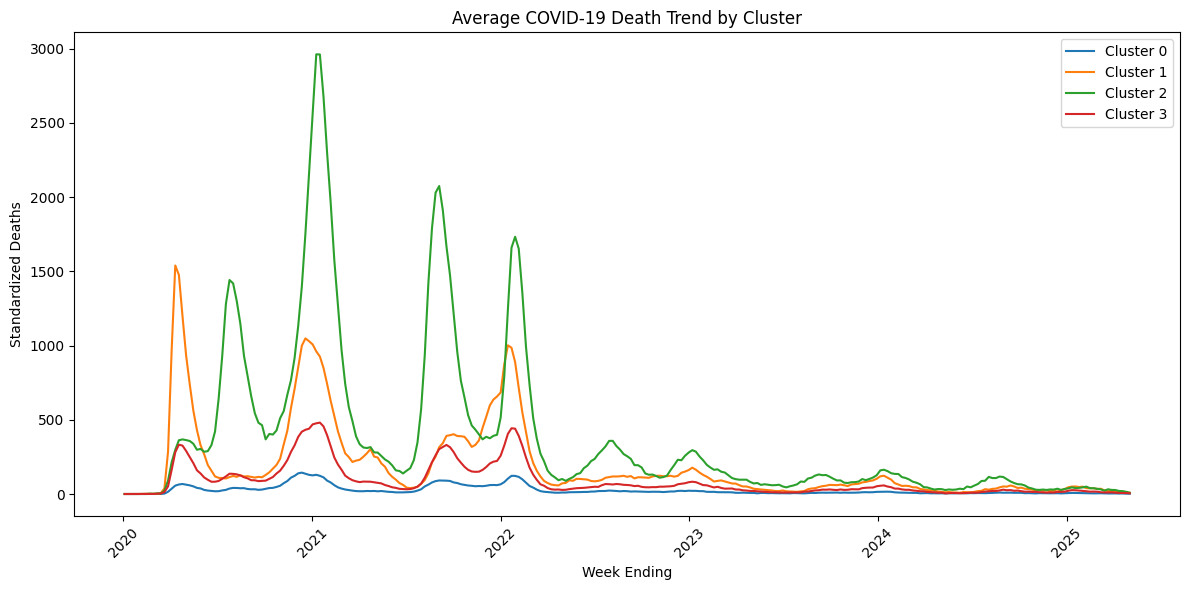 Average COVID-19 Death Trend by Cluster
Cluster 0
Cluster 1
Cluster 2
Cluster 3
Standardized Deaths
3000
2500
2000
1500
1000
500
0
2020
2021
2022
2023
2024
2025
Week Ending